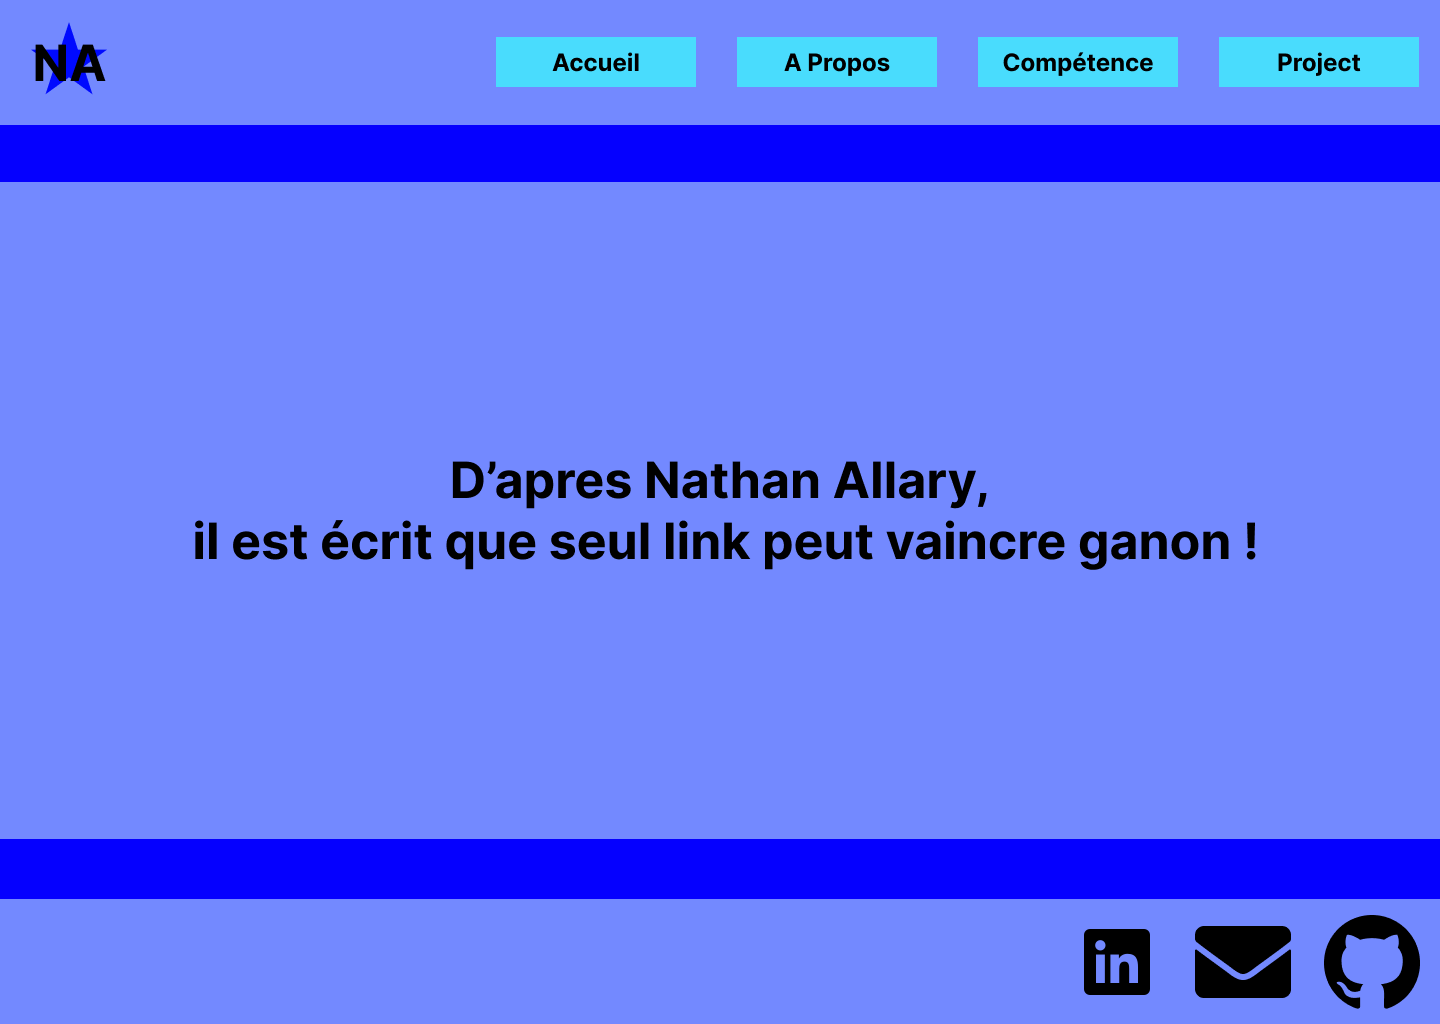 NA
Accueil
A Propos
Compétence
Project
D’apres Nathan Allary,
il est écrit que seul link peut vaincre ganon !
in